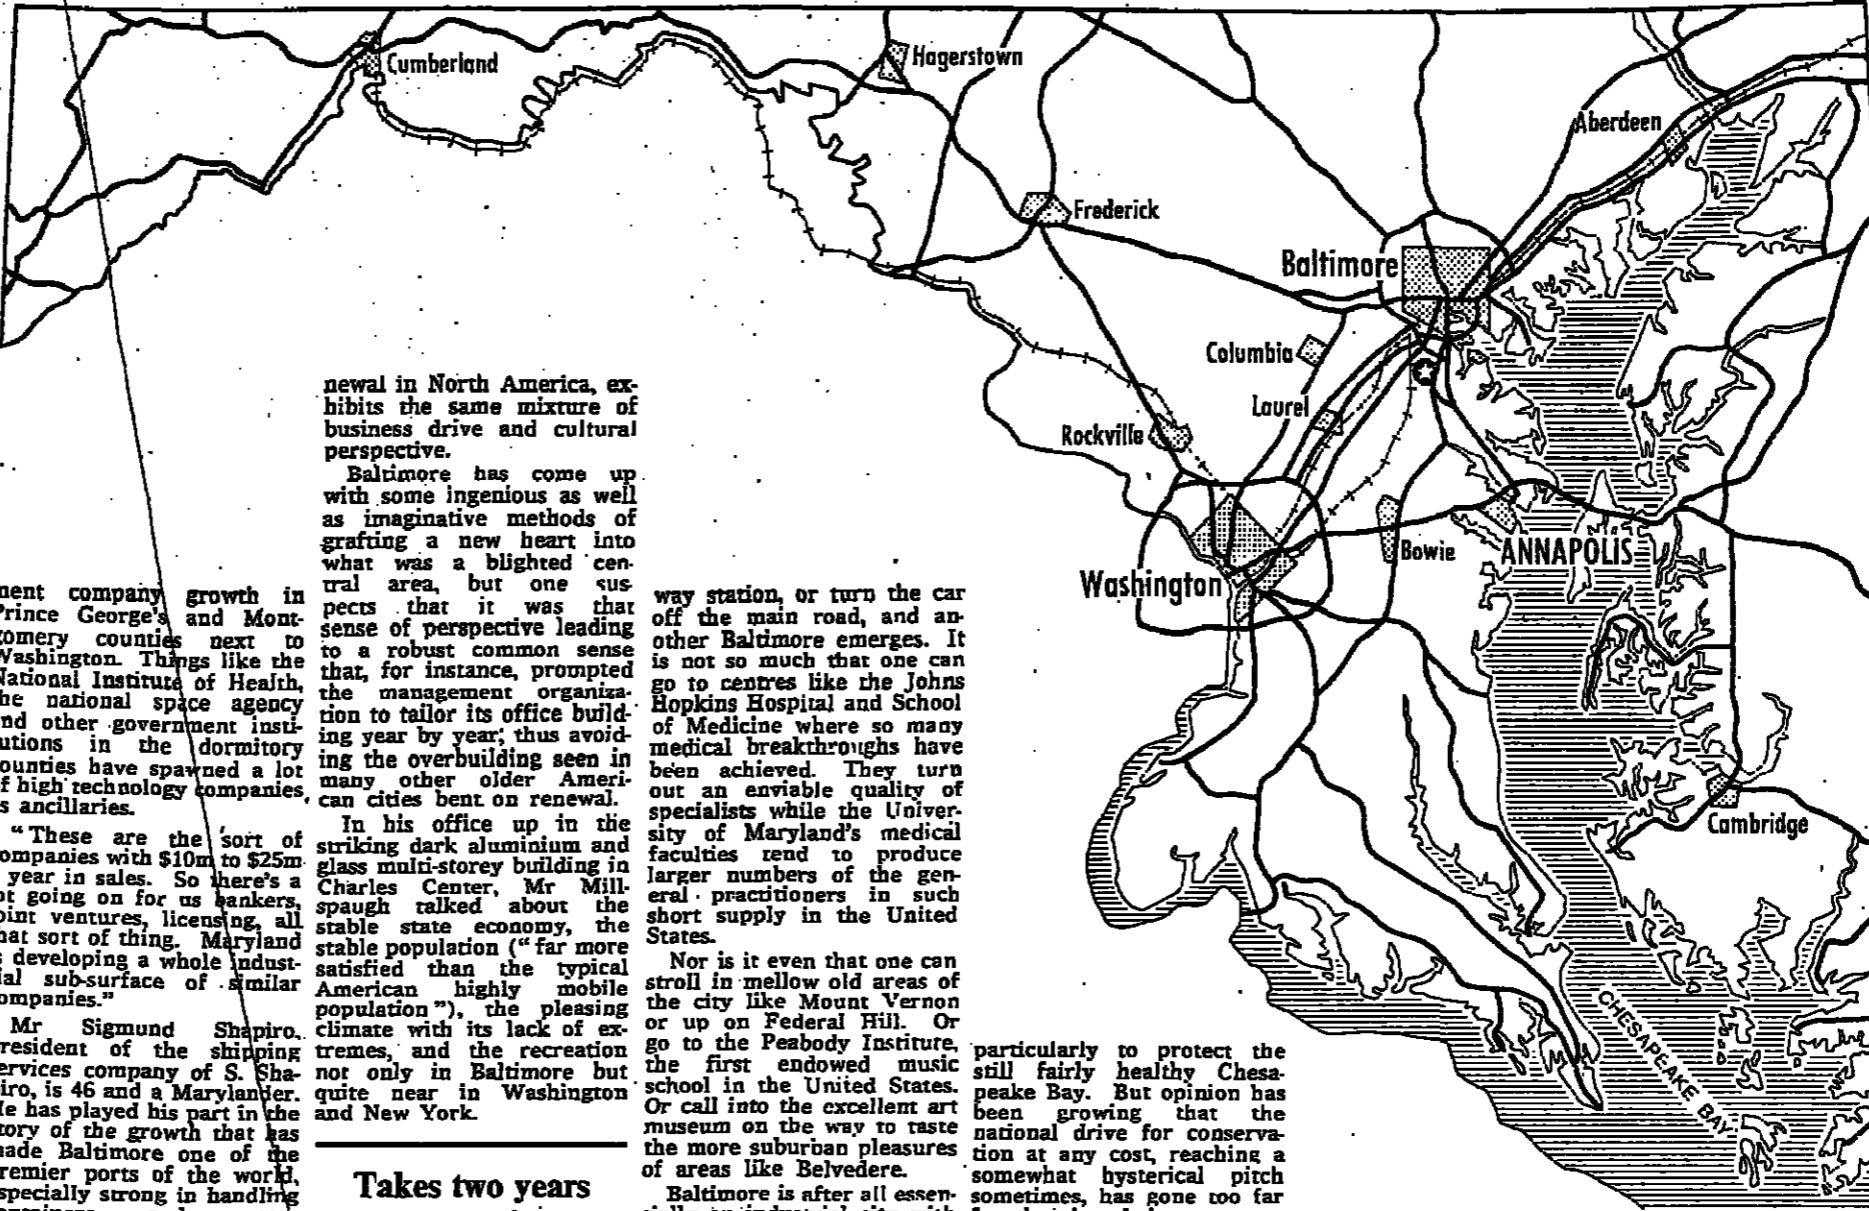 Cumberland
Hagerstown
Aberdeen
Frederick
Baltimore
Columbia
Laurel
Rockville
Bowie
ANNAPOLIS
Washington
Cambridge
CHESAPEAKE BAY
ment company growth in
Prince George's and Mont-
gomery counties next to
Washington. Things like the
National Institute of Health,
the national space agency
and other government insti-
utions in the dormitory
ounties have spawned a lot
of high technology companies,
s ancillaries.
"These are the sort of
ompanies with $10m to $25m
year in sales. So there's a
ot going on for us bankers,
oint ventures, licensing, all
hat sort of thing. Maryland
s developing a whole indust-
ial sub-surface of similar
ompanies."
Mr Sigmund Shapiro,
resident of the shipping
ervices company of S. Sha-
iro, is 46 and a Marylander.
He has played his part in the
tory of the growth that has
nade Baltimore one of the
remier ports of the world,
specially strong in handling
newal in North America, ex-
hibits the same mixture of
business drive and cultural
perspective.
Baltimore has come up
with some ingenious as well
as imaginative methods of
grafting a new heart into
what was a blighted cen-
tral area, but one sus-
pects that it was that
sense of perspective leading
to a robust common sense
that, for instance, prompted
the management organiza-
tion to tailor its office build-
ing year by year, thus avoid-
ing the overbuilding seen in
many other older Ameri-
can cities bent on renewal.
In his office up in the
striking dark aluminium and
glass multi-storey building in
Charles Center, Mr Mill-
spaugh talked about the
stable state economy, the
stable population ("far more
satisfied than the typical
American highly mobile
population"), the pleasing
climate with its lack of ex-
tremes, and the recreation
not only in Baltimore but
quite near in Washington
and New York.
Takes two years
way station, or turn the car
off the main road, and an-
other Baltimore emerges. It
is not so much that one can
go to centres like the Johns
Hopkins Hospital and School
of Medicine where so many
medical breakthroughs have
been achieved. They turn
out an enviable quality of
specialists while the Univer-
sity of Maryland's medical
faculties tend to produce
larger numbers of the gen-
eral practitioners in such
short supply in the United
States.
Nor is it even that one can
stroll in mellow old areas of
the city like Mount Vernon
or up on Federal Hill. Or
go to the Peabody Institute,
the first endowed music
school in the United States.
Or call into the excellent art
museum on the way to taste
the more suburban pleasures
of areas like Belvedere.
Baltimore is after all essen-
particularly to protect the
still fairly healthy Chesa-
peake Bay. But opinion has
been growing that the
national drive for conserva-
tion at any cost, reaching a
somewhat hysterical pitch
sometimes, has gone too far